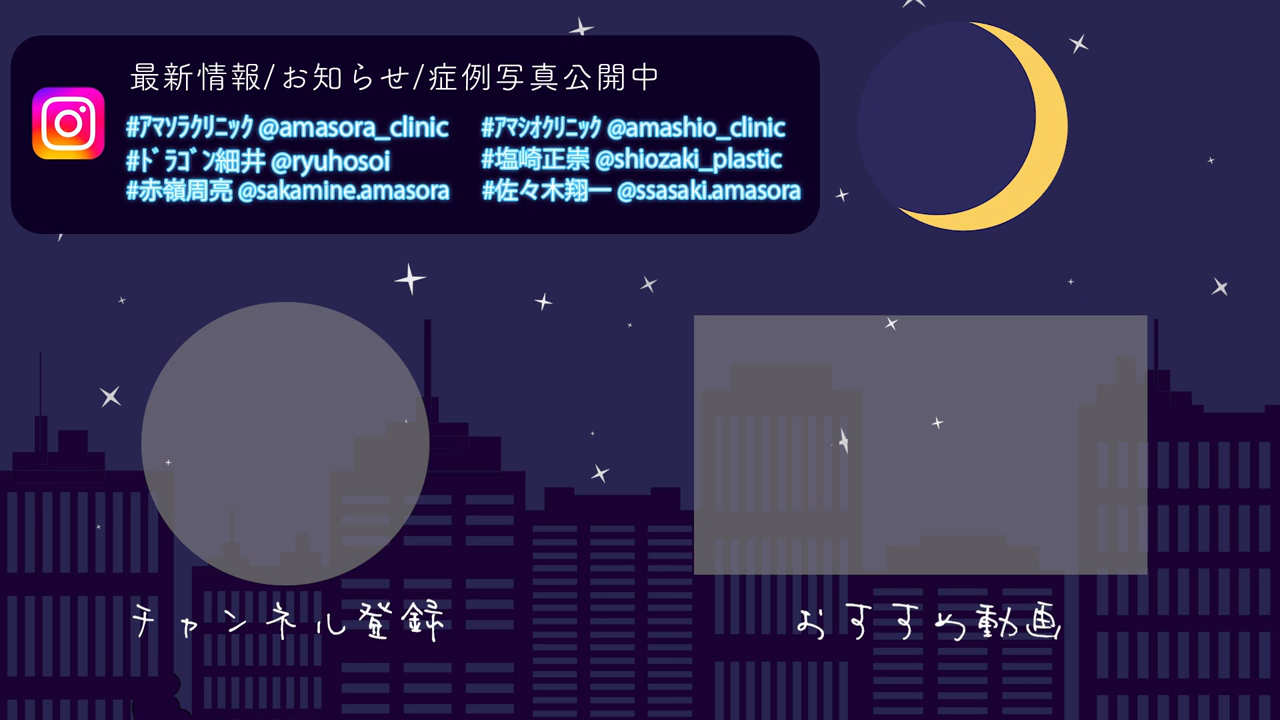 最新情報/お知らせ/症例写真公開中
#ｱﾏｿﾗｸﾘﾆｯｸ @amasora_clinic
#ﾄﾞﾗｺﾞﾝ細井 @ryuhosoi
#赤嶺周亮 @sakamine.amasora
#ｱﾏｼｵｸﾘﾆｯｸ @amashio_clinic
#塩崎正崇 @shiozaki_plastic
#佐々木翔一 @ssasaki.amasora
チャンネル登録
おすすめ動画